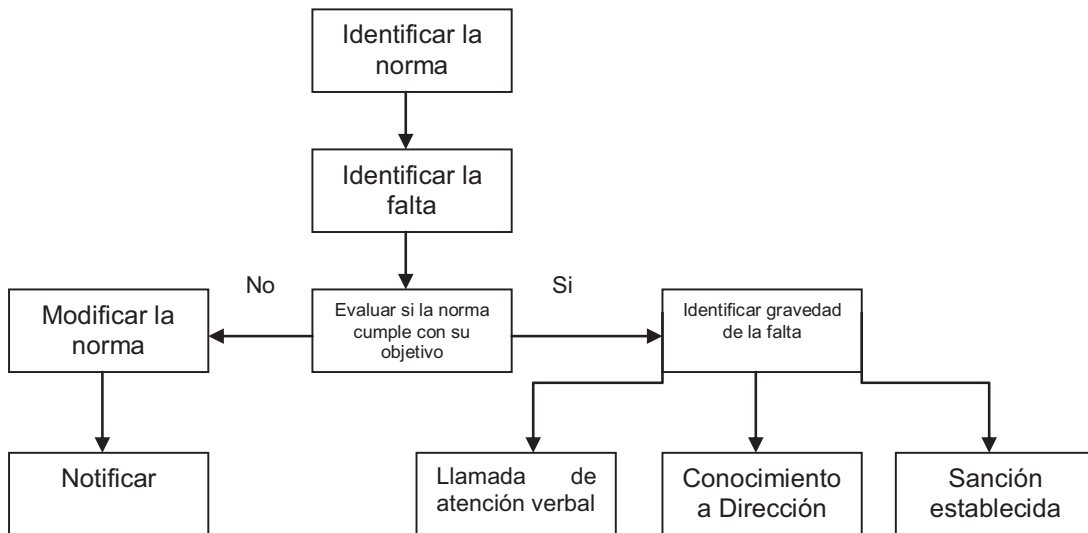 Identificar la
norma
Identificar la
falta
No
Si
Modificar la
norma
Evaluar si la norma
cumple con su
objetivo
Identificar gravedad
de la falta
Notificar
Llamada de
atención verbal
Conocimiento
a Dirección
Sanción
establecida